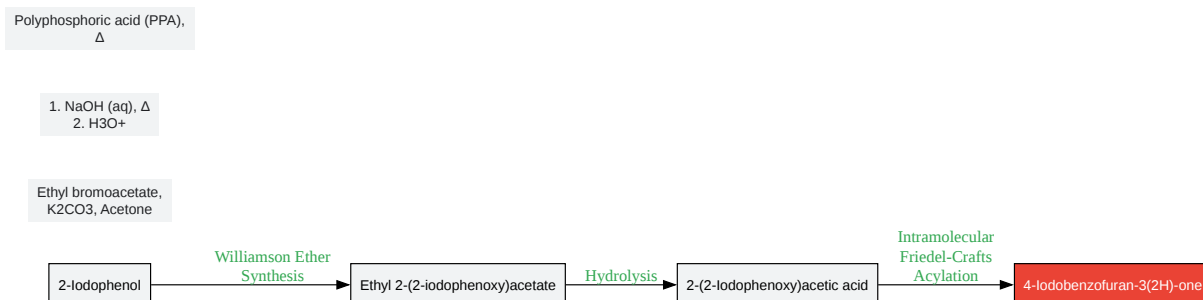 Polyphosphoric acid (PPA),
Δ
1. NaOH (aq), Δ
2. H3O+
Ethyl bromoacetate,
K2CO3, Acetone
2-Iodophenol
Williamson Ether
Synthesis
Ethyl 2-(2-iodophenoxy)acetate
Hydrolysis
2-(2-Iodophenoxy)acetic acid
Intramolecular
Friedel-Crafts
Acylation
4-Iodobenzofuran-3(2H)-one